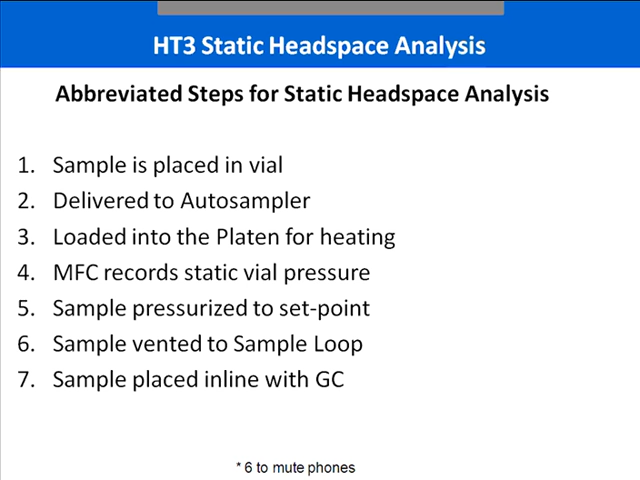 HT3 Static Headspace Analysis
Abbreviated Steps for Static Headspace Analysis
1. Sample is placed in vial
2. Delivered to Autosampler
3. Loaded into the Platen for heating
4. MFC records static vial pressure
5. Sample pressurized to set-point
6. Sample vented to Sample Loop
7. Sample placed inline with GC
* 6 to mute phones